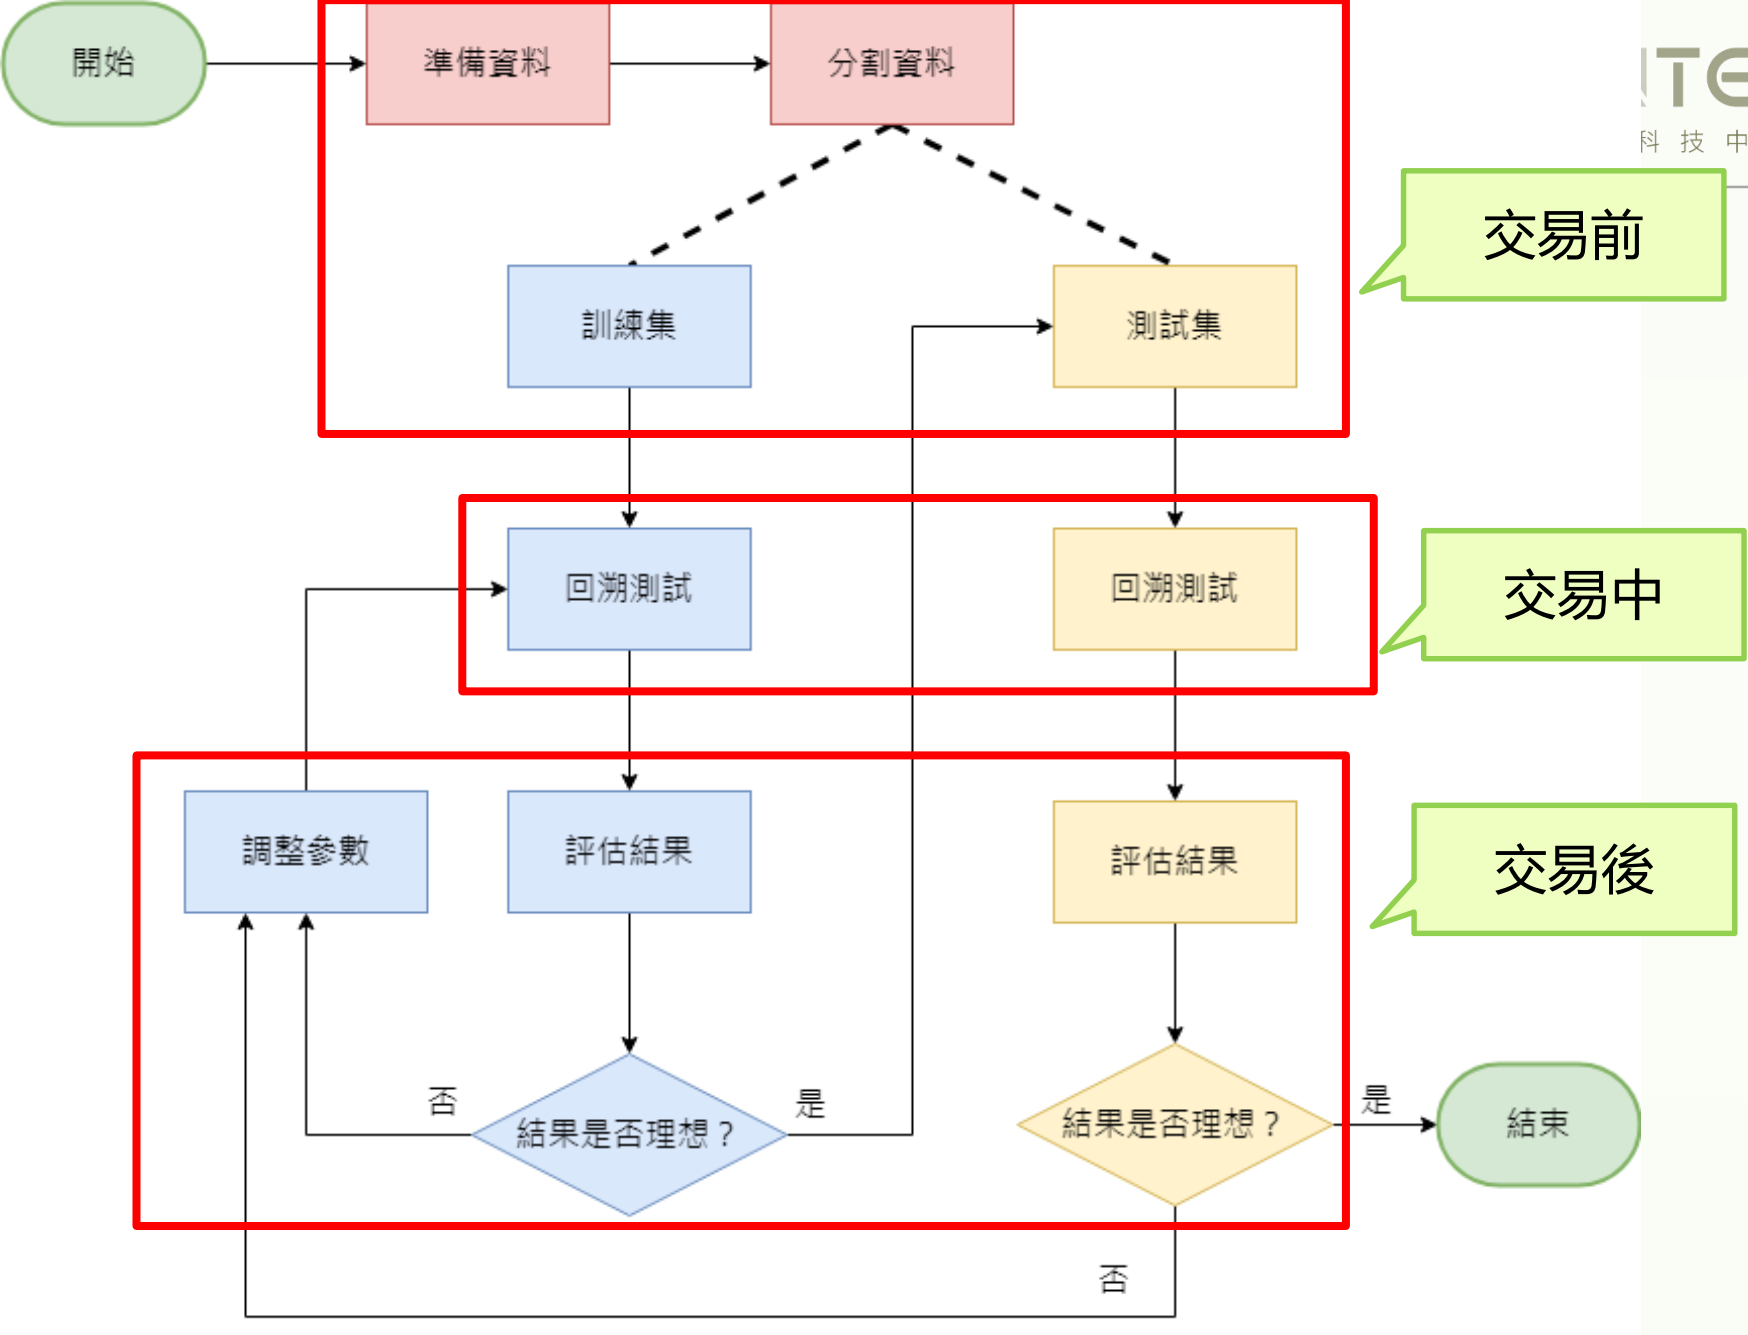 開始
準備資料
分割資料
科技中
交易前
訓練集
測試集
回溯測試
回溯測試
交易中
調整參數
評估結果
評估結果
交易後
否
結果是否理想？
是
結果是否理想？
是
結束
否